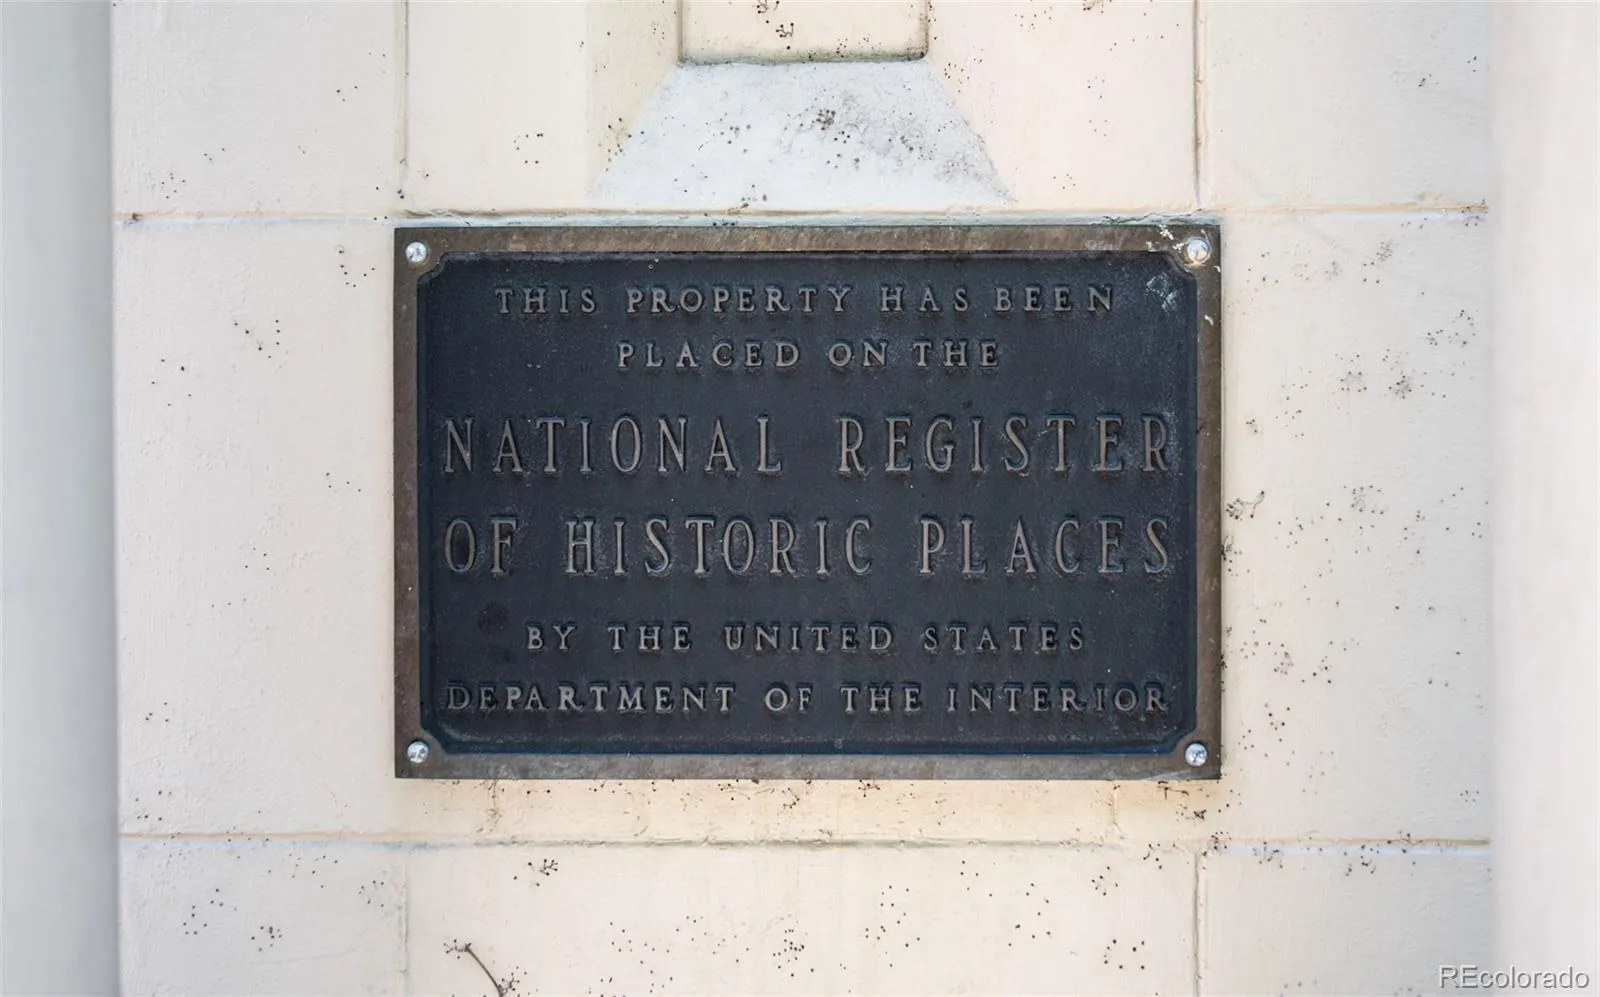 THIS PROPERTY HAS BEEN
PLACED ON THE
NATIONAL REGISTER
OF HISTORIC PLACES
BY THE UNITED STATES
DEPARTMENT OF THE INTERIOR
REcolorado